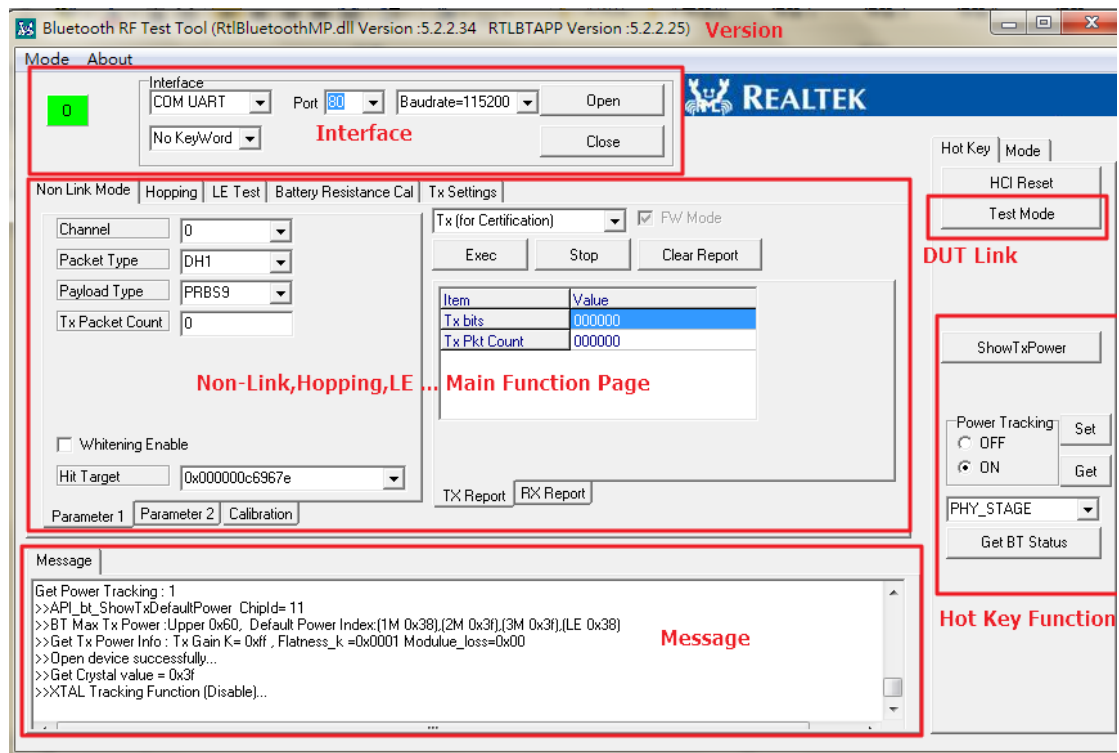 Bluetooth RF Test Tool (RtlBluetoothMP.dll Version :5.2.2.34 RTLBTAPP Version :5.2.2.25) Version
Mode About
Interface
0
COM UART Port 80 Baudrate=115200 Open
No KeyWord Interface Close
REALTEK
Hot Key Mode
HCI Reset
Test Mode
DUT Link
Non Link Mode Hopping LE Test Battery Resistance Cal Tx Settings
Channel 0
Packet Type DH1
Payload Type PRBS9
Tx Packet Count 0
Tx (for Certification) FW Mode
Exec Stop Clear Report
Item Value
Tx bits 000000
Tx Pkt Count 000000
Non-Link,Hopping,LE ... Main Function Page
Whitening Enable
Hit Target 0x000000c6967e
TX Report RX Report
Parameter 1 Parameter 2 Calibration
ShowTxPower
Power Tracking
OFF
ON
Set
Get
PHY_STAGE
Get BT Status
Hot Key Function
Message
Get Power Tracking : 1
>>API_bt_ShowTxDefaultPower ChipId= 11
>>BT Max Tx Power :Upper 0x60, Default Power Index:(1M 0x38),(2M 0x3f),(3M 0x3f),(LE 0x38)
>>Get Tx Power Info : Tx Gain K= 0xff , Flatness_k =0x0001 Modulue_loss=0x00
>>Open device successfully...
>>Get Crystal value = 0x3f
>>XTAL Tracking Function (Disable)...
Message